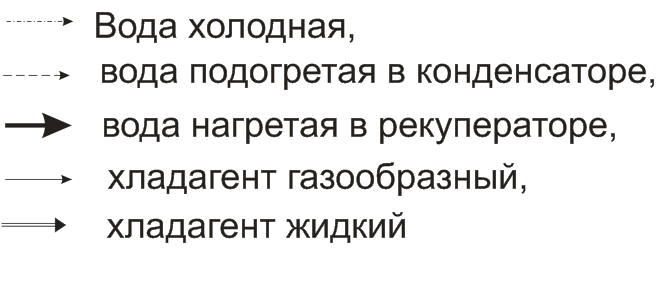 Вода холодная,
вода подогретая в конденсаторе,
вода нагретая в рекуператоре,
хладагент газообразный,
хладагент жидкий